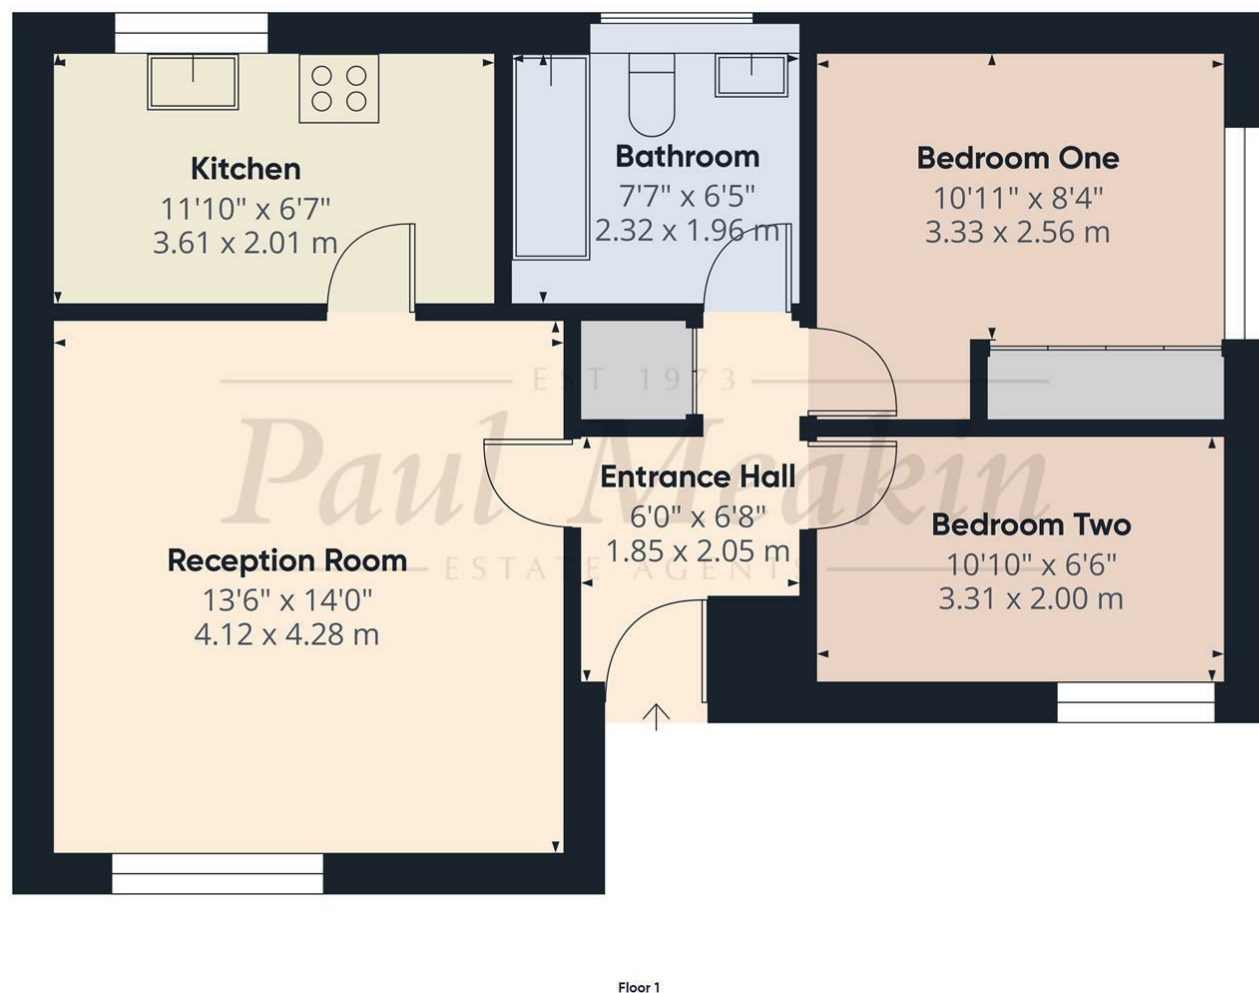 Kitchen
11'10" x 6'7"
3.61 x 2.01 m
Bathroom
7'7" x 6'5"
2.32 x 1.96 m
Bedroom One
10'11" x 8'4"
3.33 x 2.56 m
EST 1973
Paul Meakin
ESTATE AGENTS
Entrance Hall
6'0" x 6'8"
1.85 x 2.05 m
Reception Room
13'6" x 14'0"
4.12 x 4.28 m
Bedroom Two
10'10" x 6'6"
3.31 x 2.00 m
Floor 1